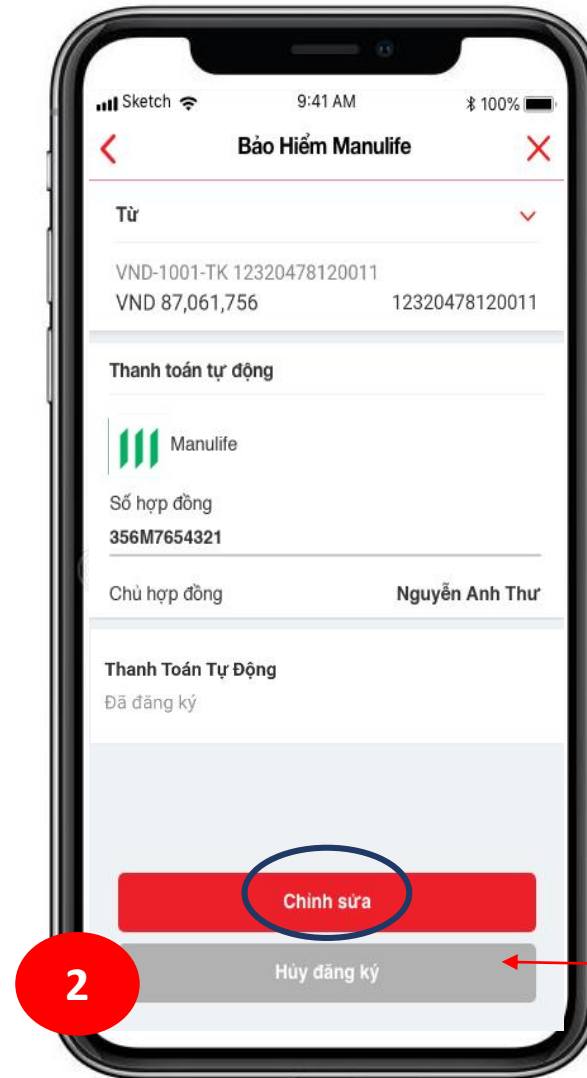 Sketch 9:41 AM 100%
Bảo Hiểm Manulife
Từ
VND-1001-TK 12320478120011
VND 87,061,756 12320478120011
Thanh toán tự động
Manulife
Số hợp đồng
356M7654321
Chủ hợp đồng Nguyễn Anh Thư
Thanh Toán Tự Động
Đã đăng ký
Chỉnh sửa
Hủy đăng ký
2